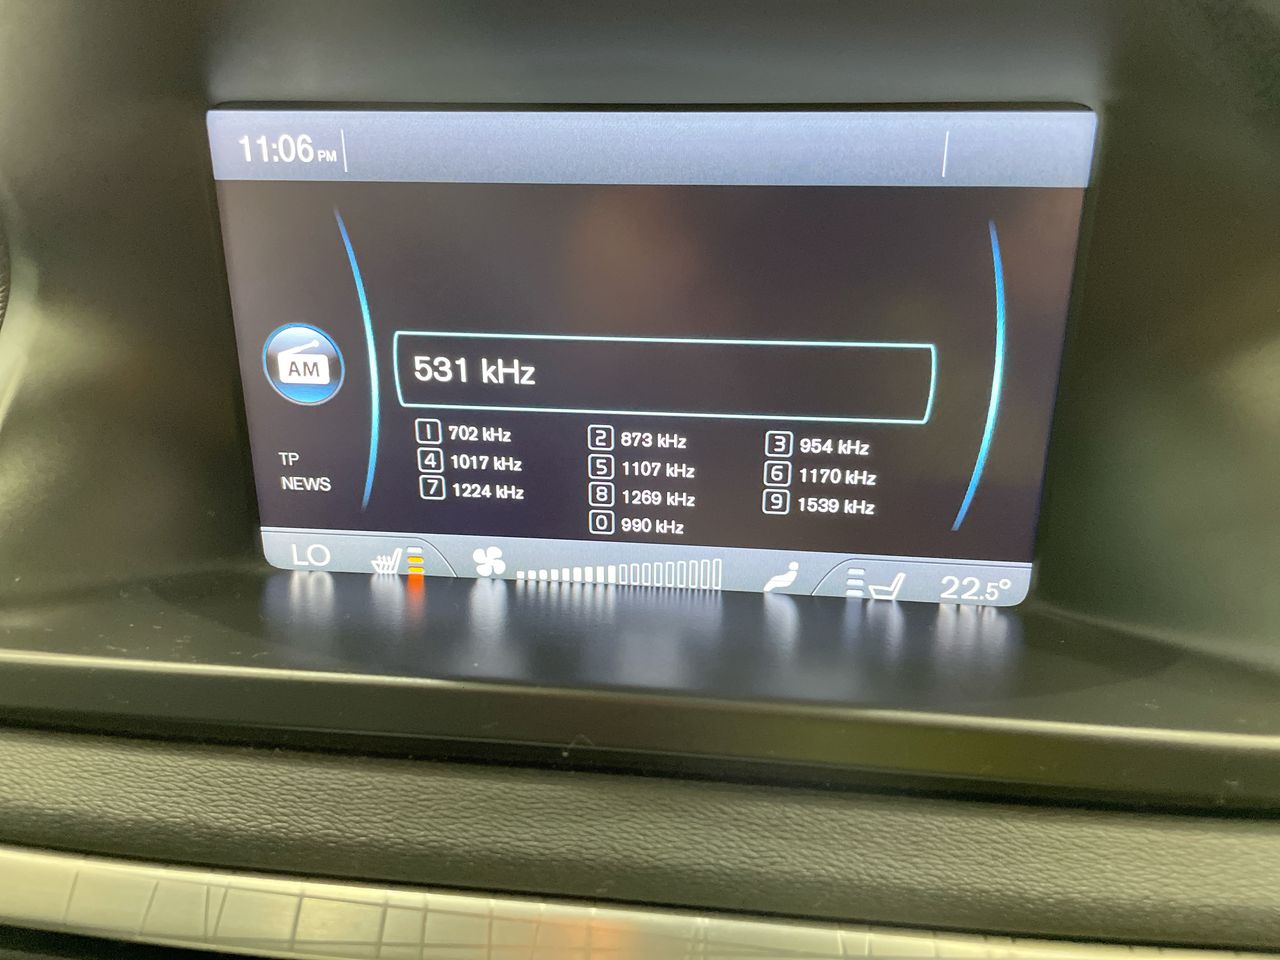 11:06 PM
531 kHz
AM
1 702 kHz 2 873 kHz 3 954 kHz
4 1017 kHz 5 1107 kHz 6 1170 kHz
7 1224 kHz 8 1269 kHz 9 1539 kHz
0 990 kHz
TP
NEWS
LO 22.5°